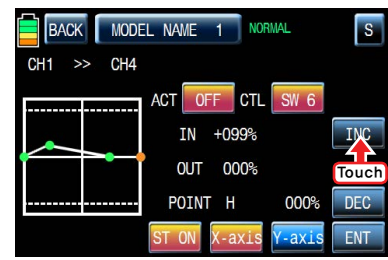 BACK MODEL NAME 1 NORMAL S
CH1 >> CH4
ACT OFF CTL SW 6
IN +099% INC
OUT 000% Touch
POINT H 000% DEC
ST ON X-axis Y-axis ENT